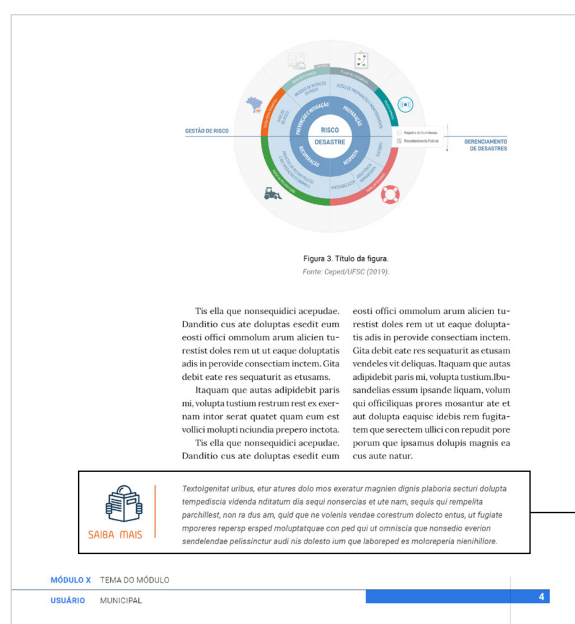 GESTÃO DE RISCO
PREVENÇÃO E MITIGAÇÃO
PREPARAÇÃO
RISCO
DESASTRE
RECUPERAÇÃO
RESPOSTA
GERENCIAMENTO
DE DESASTRES
Figura 3. Título da figura.
Fonte: Ceped/UFSC (2019).
Tis ella que nonsequidici acepudae.
Danditio cus ate doluptas esedit eum
eosti offici ommolum arum alicien tu-
restist doles rem ut ut eaque doluptatis
adis in perovide consectiam inctem. Gita
debit eate res sequaturit as etusams.
Itaquam que autas adipidebit paris
mi, volupta tustium restrum rest ex exer-
nam intor serat quatet quam eum est
vollici molupti nciundia prepero inctota.
Tis ella que nonsequidici acepudae.
Danditio cus ate doluptas esedit eum
eosti offici ommolum arum alicien tu-
restist doles rem ut ut eaque dolupta-
tis adis in perovide consectiam inctem.
Gita debit eate res sequaturit as etusam
vendeles vit deliquas. Itaquam que autas
adipidebit paris mi, volupta tustium.Ibu-
sandelias essum ipsande liquam, volum
qui officiliquas prores mosantur ate et
aut dolupta eaquisc idebis rem fugita-
tem que serectem ullici con repudit pore
porum que ipsamus dolupis magnis ea
cus aute natur.
SAIBA MAIS
Textolgenitat uribus, etur atures dolo mos exeratur magnien dignis plaboria secturi dolupta
tempediscia videnda nditatum dia sequi nonsercias et ute nam, sequis qui rempelita
parchillest, non ra dus am, quid que ne volenis vendae corestrum dolecto entus, ut fugiate
mporeres repersp ersped moluptatquae con ped qui ut omniscia que nonsedio everion
sendelendae pelissinctur audi nis dolesto ium que laboreped es moloreperia nienihillore.
MÓDULO X TEMA DO MÓDULO
USUÁRIO MUNICIPAL
4